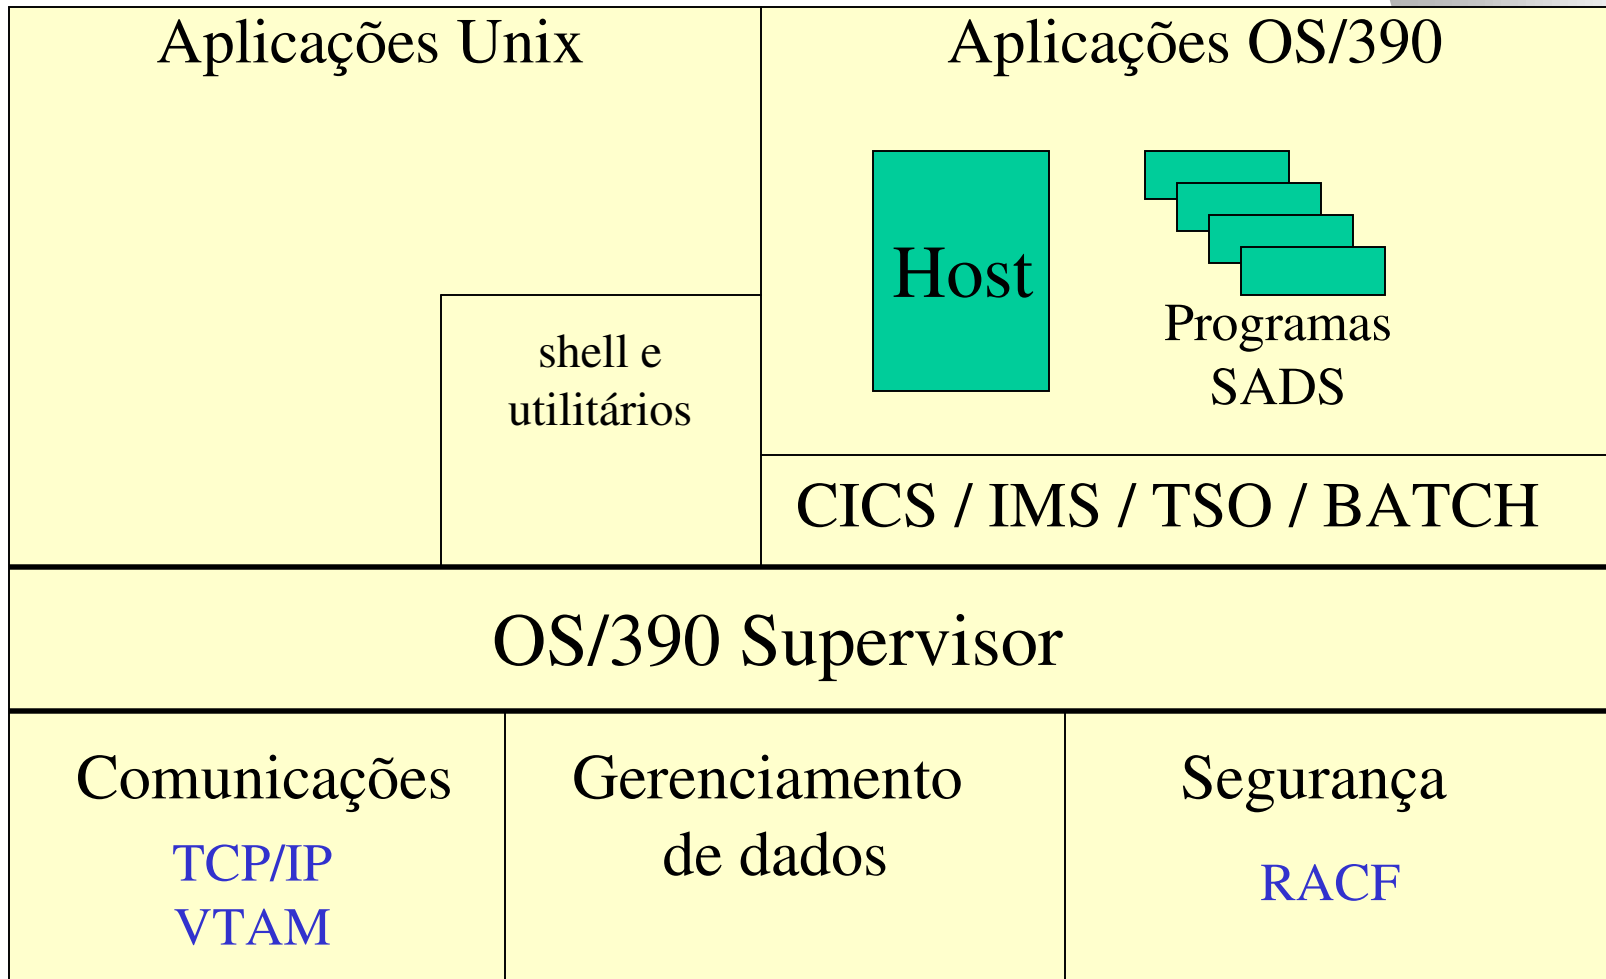 Aplicações Unix
Aplicações OS/390
Host
Programas
SADS
shell e
utilitários
CICS / IMS / TSO / BATCH
OS/390 Supervisor
Comunicações
TCP/IP
VTAM
Gerenciamento
de dados
Segurança
RACF